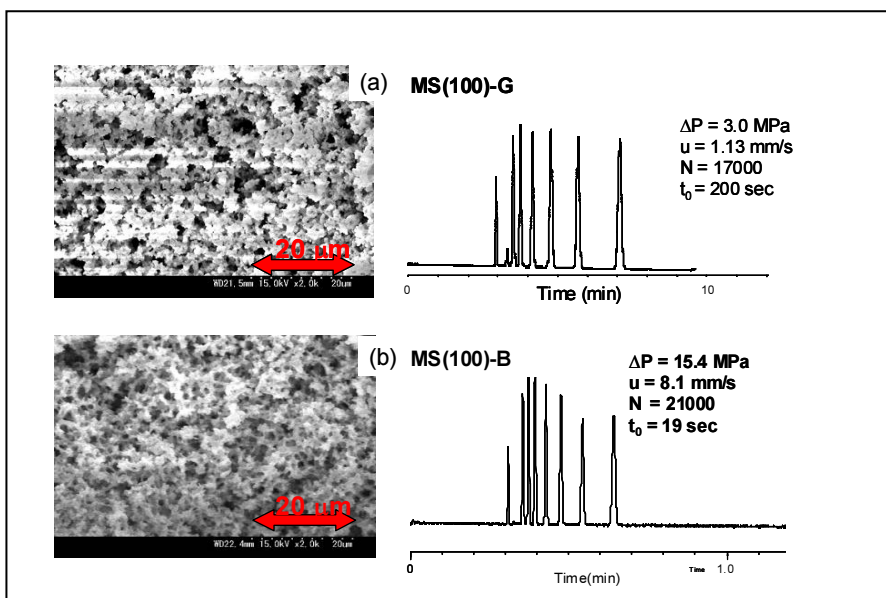 (a) MS(100)-G
ΔP = 3.0 MPa
u = 1.13 mm/s
N = 17000
t₀ = 200 sec
20 μm
WD21.5mm 15.0kV x2.0k 20um
0 10
Time (min)
(b) MS(100)-B
ΔP = 15.4 MPa
u = 8.1 mm/s
N = 21000
t₀ = 19 sec
20 μm
WD22.4mm 15.0kV x2.0k 20um
0 Time 1.0
Time(min)